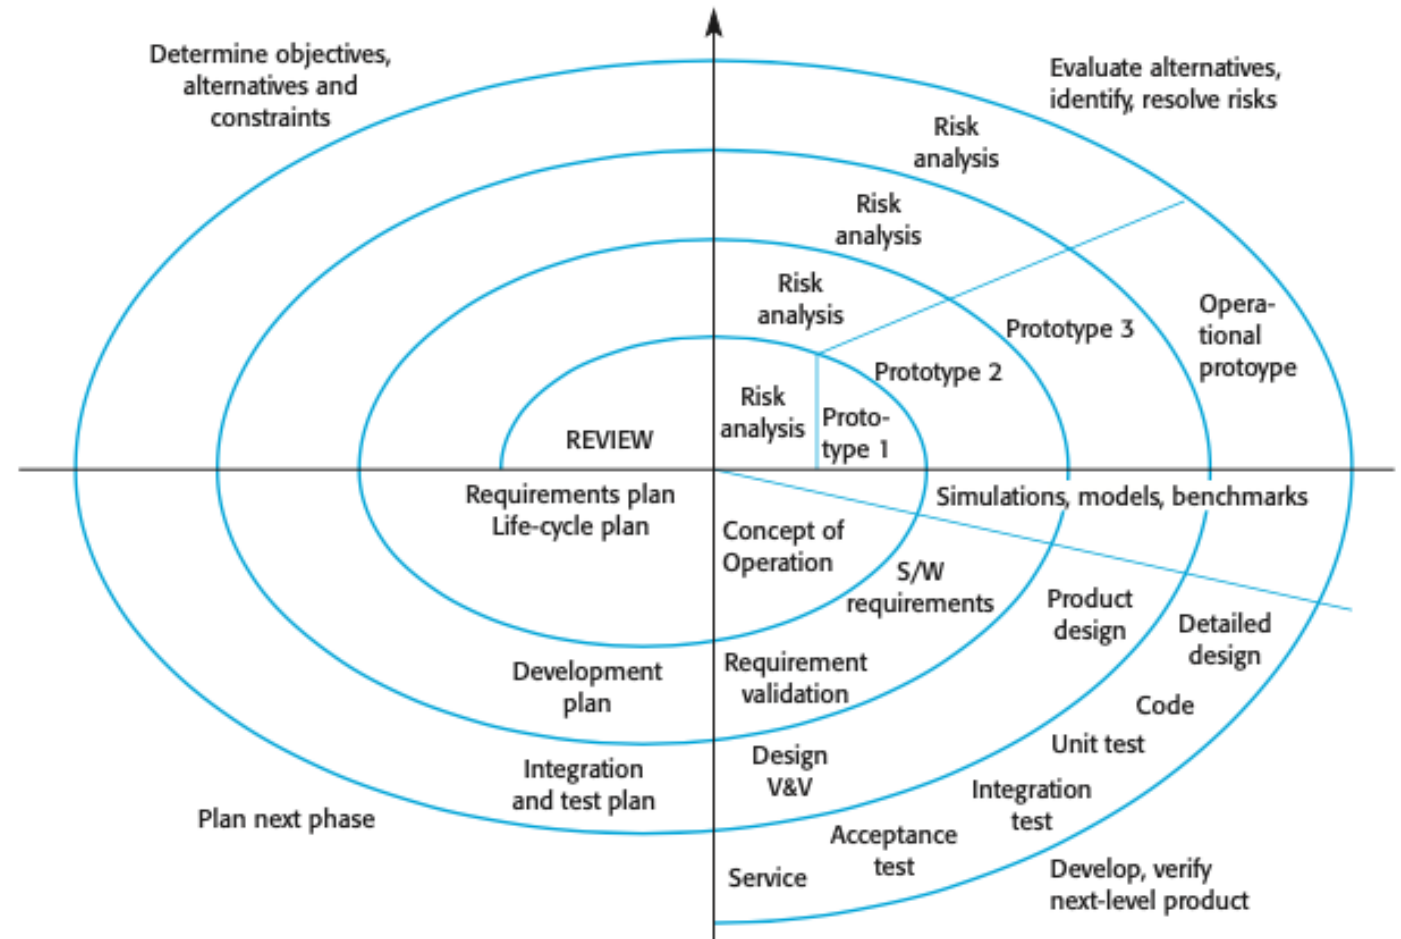 Determine objectives,
alternatives and
constraints
Evaluate alternatives,
identify, resolve risks
Risk
analysis
Risk
analysis
Risk
analysis
Risk
analysis
Proto-
type 1
Prototype 2
Prototype 3
Opera-
tional
protoype
REVIEW
Requirements plan
Life-cycle plan
Simulations, models, benchmarks
Concept of
Operation
S/W
requirements
Product
design
Detailed
design
Development
plan
Requirement
validation
Code
Unit test
Design
V&V
Integration
and test plan
Integration
test
Plan next phase
Acceptance
test
Service
Develop, verify
next-level product